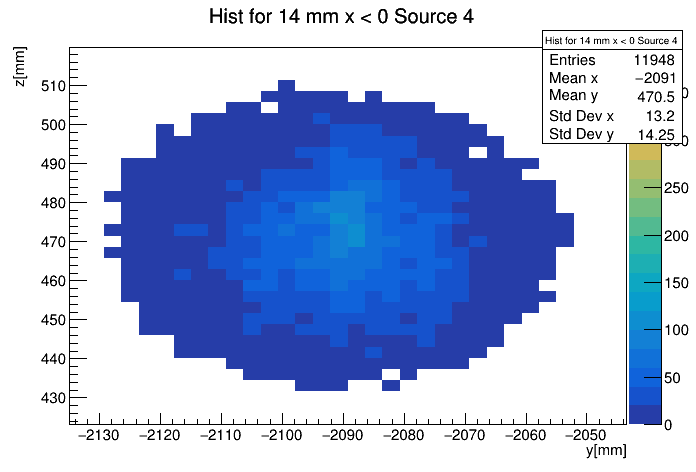 Hist for 14 mm x < 0 Source 4
z[mm]
Hist for 14 mm x < 0 Source 4
Entries 11948
Mean x −2091
Mean y 470.5
Std Dev x 13.2
Std Dev y 14.25
510
500
490
480
470
460
450
440
430
300
250
200
150
100
50
0
−2130 −2120 −2110 −2100 −2090 −2080 −2070 −2060 −2050
y[mm]